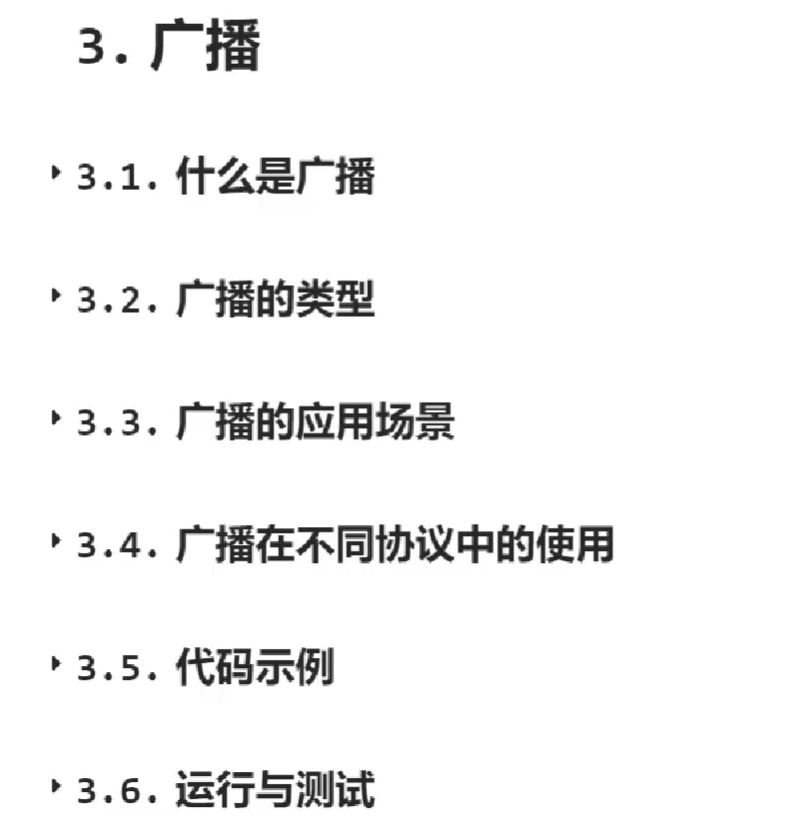 3. 广播
3.1. 什么是广播
3.2. 广播的类型
3.3. 广播的应用场景
3.4. 广播在不同协议中的使用
3.5. 代码示例
3.6. 运行与测试